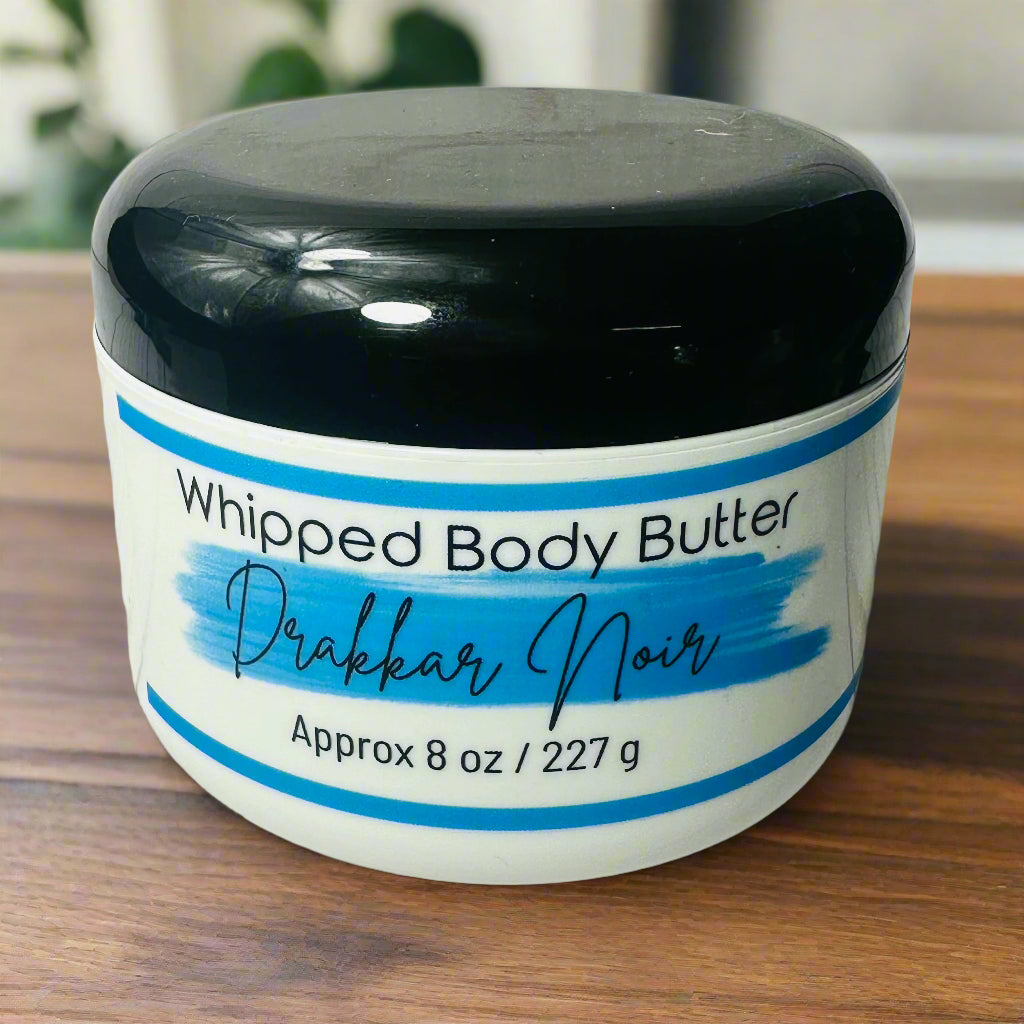 Whipped Body Butter
Drakkar Noir
Approx 8 oz / 227 g